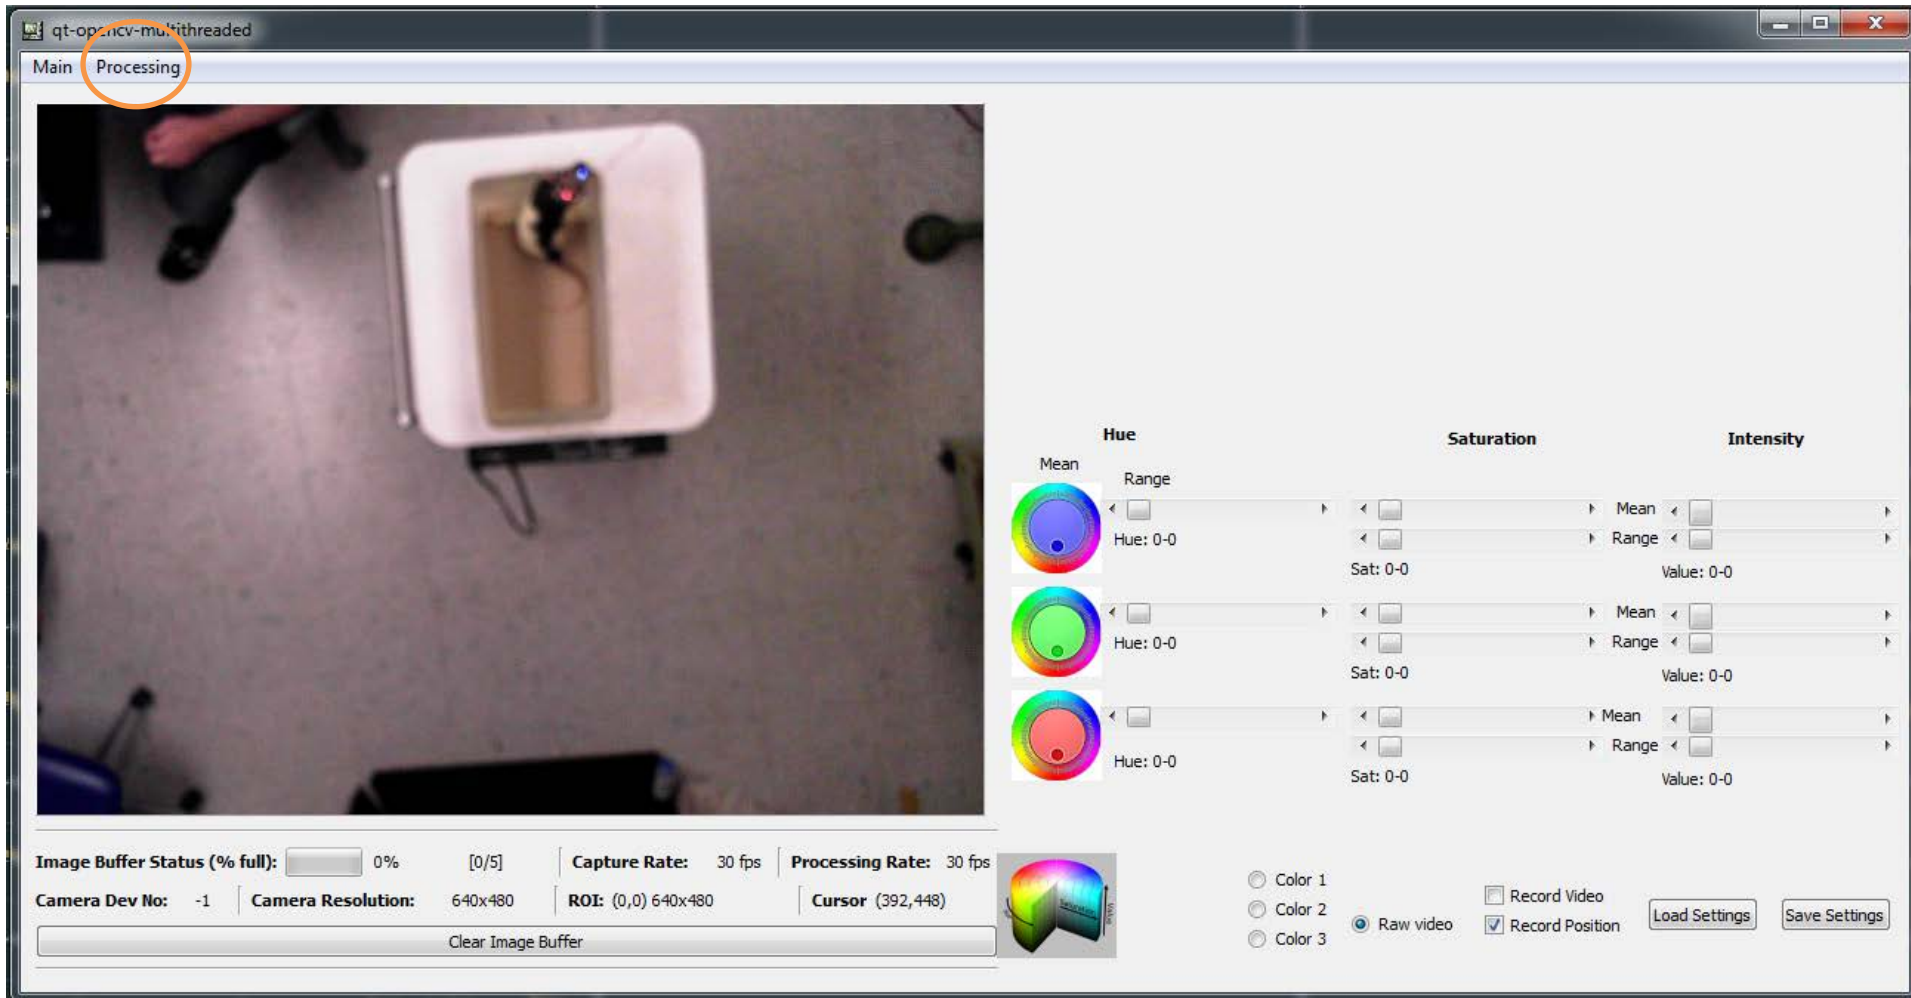 qt-opencv-multithreaded
Main Processing
Hue Saturation Intensity
Mean
Range
Mean
Hue: 0-0 Range
Sat: 0-0 Value: 0-0
Mean
Hue: 0-0 Range
Sat: 0-0 Value: 0-0
Mean
Range
Hue: 0-0
Sat: 0-0 Value: 0-0
Image Buffer Status (% full): 0% [0/5] Capture Rate: 30 fps Processing Rate: 30 fps
Camera Dev No: -1 Camera Resolution: 640x480 ROI: (0,0) 640x480 Cursor (392,448)
Clear Image Buffer
Saturation
Value
Color 1
Color 2
Color 3
Raw video
Record Video
Record Position
Load Settings Save Settings